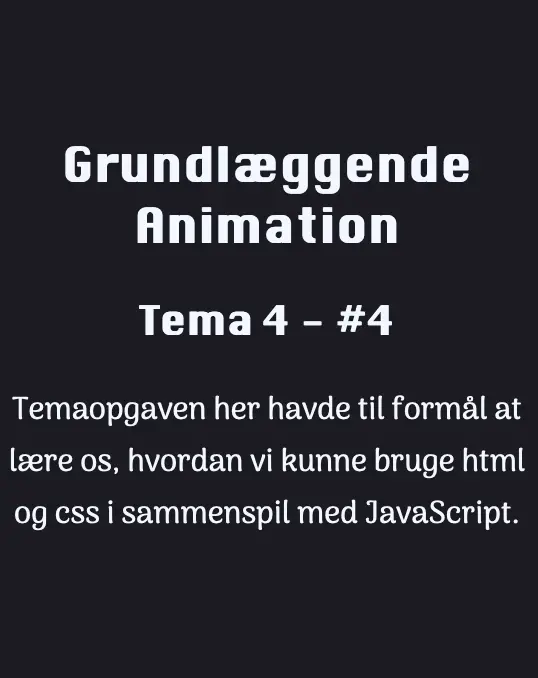 Grundlæggende
Animation
Tema 4 - #4
Temaopgaven her havde til formål at
lære os, hvordan vi kunne bruge html
og css i sammenspil med JavaScript.